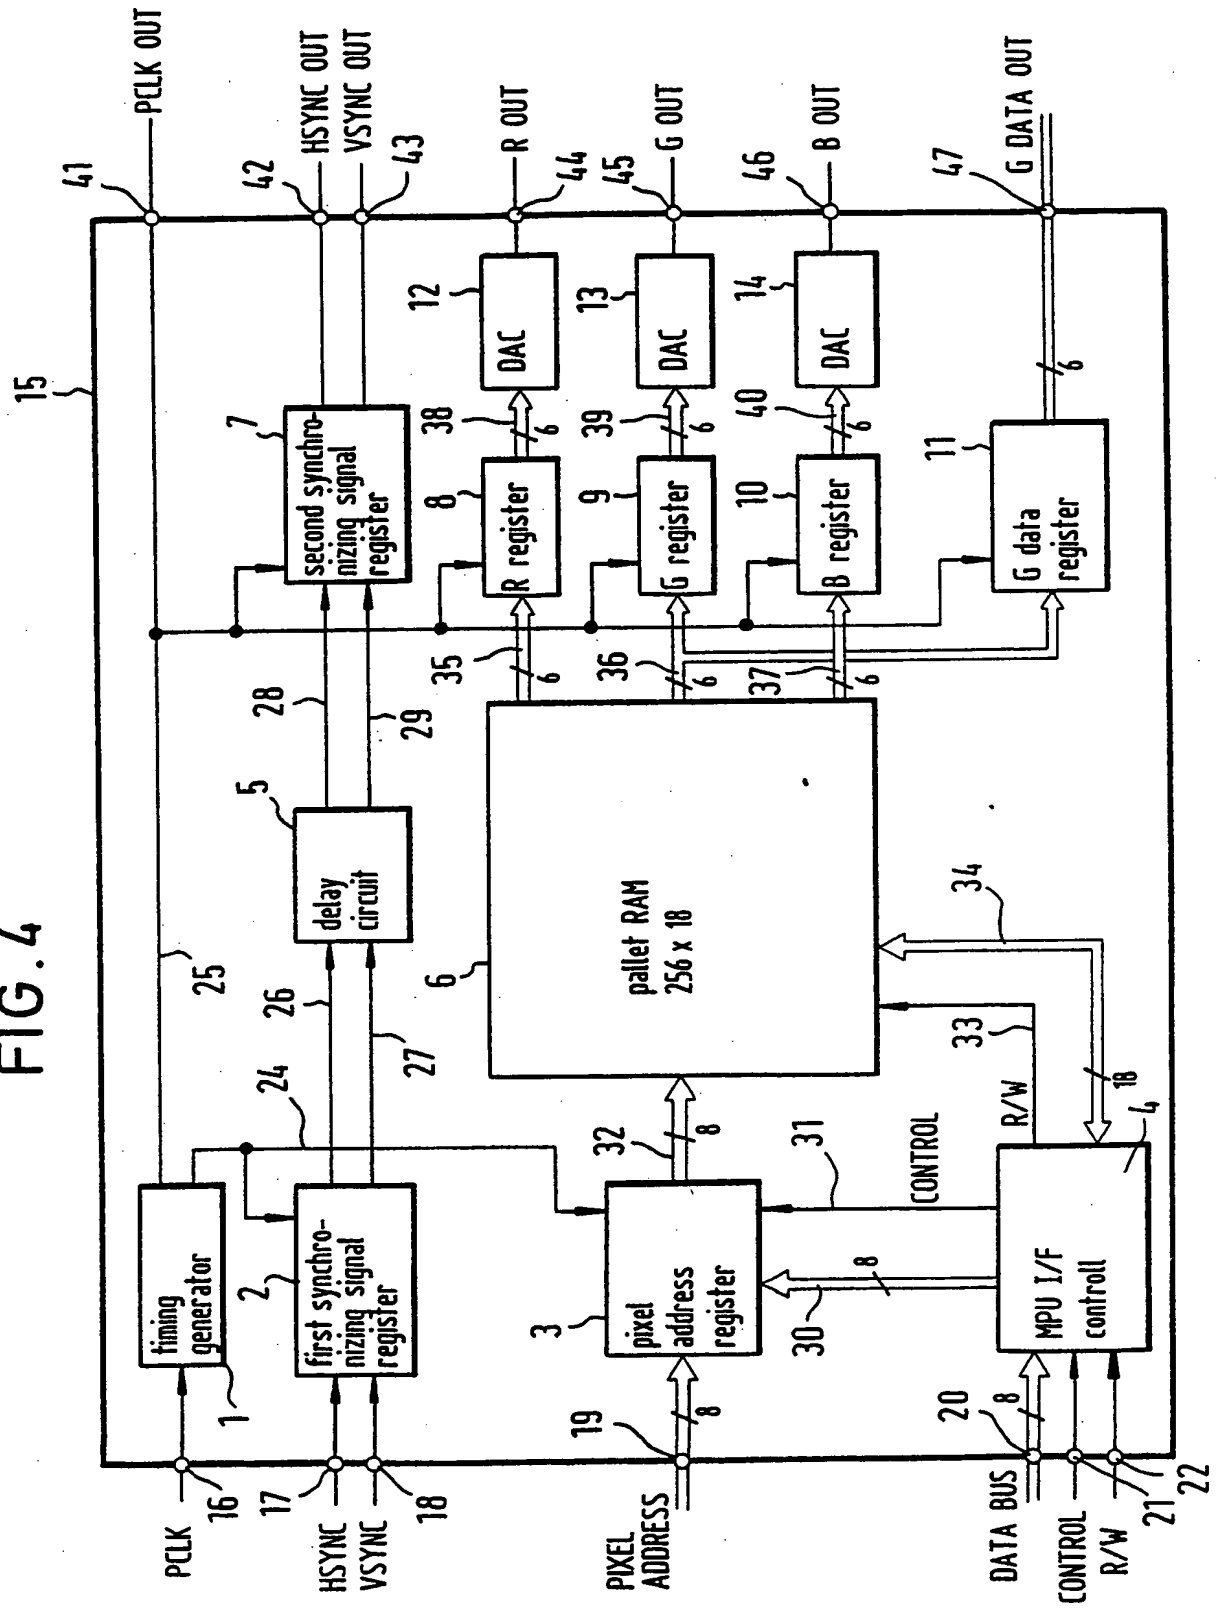 FIG. 4
15
PCLK
16
1
timing
generator
25
41
PCLK OUT
HSYNC
VSYNC
17
18
2
first synchro-
nizing signal
register
24
26
27
5
delay
circuit
28
29
7
second synchro-
nizing signal
register
42
43
HSYNC OUT
VSYNC OUT
PIXEL
ADDRESS
19
8
3
pixel
address
register
32
8
6
pallet RAM
256 x 18
35
6
8
R register
38
6
12
DAC
44
R OUT
36
6
9
G register
39
6
13
DAC
45
G OUT
37
6
10
B register
40
6
14
DAC
46
B OUT
11
G data
register
6
47
G DATA OUT
30
8
31
CONTROL
R/W
33
34
18
DATA BUS
CONTROL
R/W
20
21
22
8
MPU I/F
controll
4